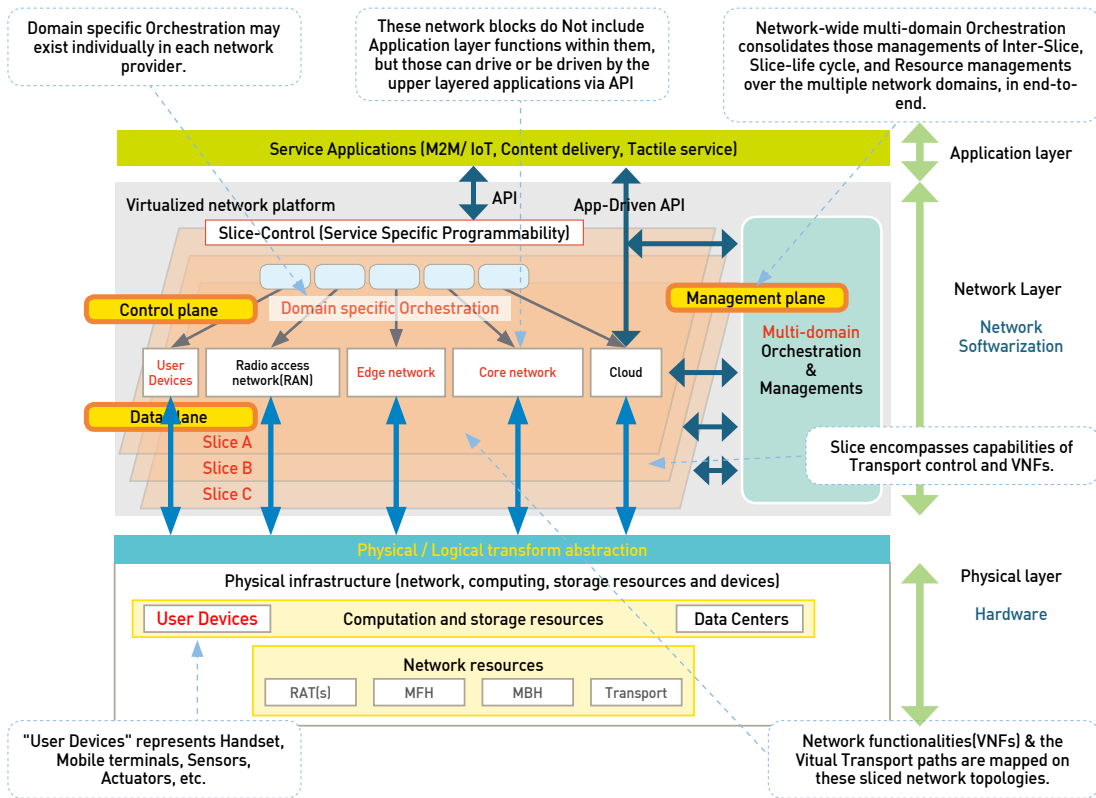 Domain specific Orchestration may
exist individually in each network
provider.
These network blocks do Not include
Application layer functions within them,
but those can drive or be driven by the
upper layered applications via API
Network-wide multi-domain Orchestration
consolidates those managements of Inter-Slice,
Slice-life cycle, and Resource managements
over the multiple network domains, in end-to-
end.
Service Applications (M2M/ IoT, Content delivery, Tactile service)
Application layer
Virtualized network platform
API
App-Driven API
Slice-Control (Service Specific Programmability)
Control plane
Domain specific Orchestration
Management plane
Network Layer
Network
Softwarization
Multi-domain
Orchestration
&
Managements
User
Devices
Radio access
network(RAN)
Edge network
Core network
Cloud
Data plane
Slice A
Slice B
Slice C
Slice encompasses capabilities of
Transport control and VNFs.
Physical / Logical transform abstraction
Physical infrastructure (network, computing, storage resources and devices)
Physical layer
Hardware
User Devices
Computation and storage resources
Data Centers
Network resources
RAT(s)
MFH
MBH
Transport
"User Devices" represents Handset,
Mobile terminals, Sensors,
Actuators, etc.
Network functionalities(VNFs) & the
Vitual Transport paths are mapped on
these sliced network topologies.